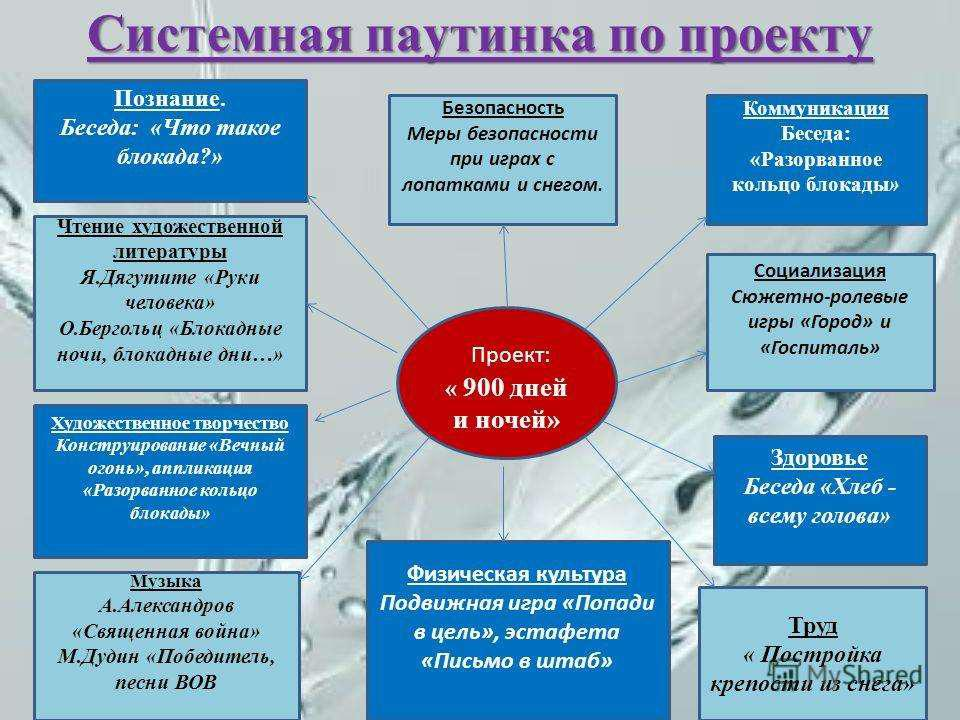 Системная паутинка по проекту
Познание.
Беседа: «Что такое
блокада?»
Безопасность
Меры безопасности
при играх с
лопатками и снегом.
Коммуникация
Беседа:
«Разорванное
кольцо блокады»
Чтение художественной
литературы
Я.Дягутите «Руки
человека»
О.Бергольц «Блокадные
ночи, блокадные дни…»
Социализация
Сюжетно-ролевые
игры «Город» и
«Госпиталь»
Проект:
« 900 дней
и ночей»
Художественное творчество
Конструирование «Вечный
огонь», аппликация
«Разорванное кольцо
блокады»
Здоровье
Беседа «Хлеб -
всему голова»
Музыка
А.Александров
«Священная война»
М.Дудин «Победитель,
песни ВОВ
Физическая культура
Подвижная игра «Попади
в цель», эстафета
«Письмо в штаб»
Труд
« Постройка
крепости из снега»
MyShared